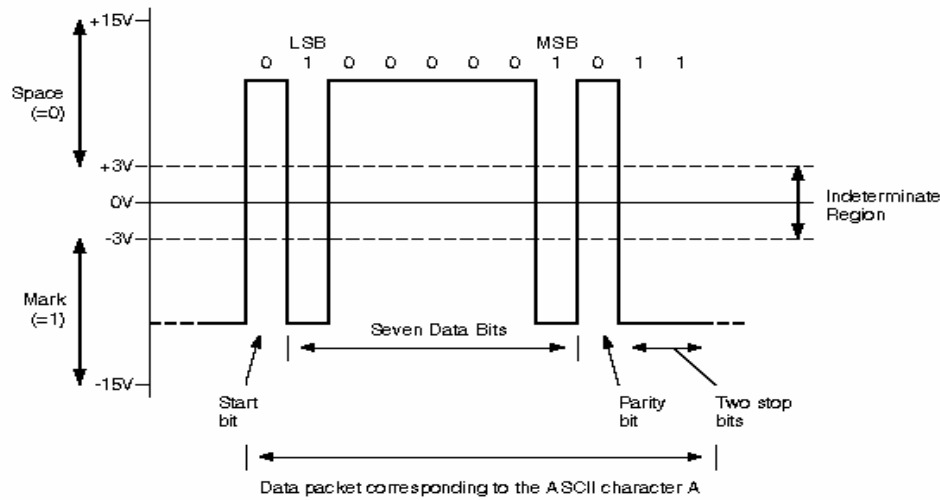 +15V
LSB MSB
0 1 0 0 0 0 0 1 0 1 1
Space
(=0)
+3V
0V
Indeterminate
Region
-3V
Mark
(=1)
Seven Data Bits
-15V
Start
bit
Parity
bit
Two stop
bits
Data packet corresponding to the ASCII character A